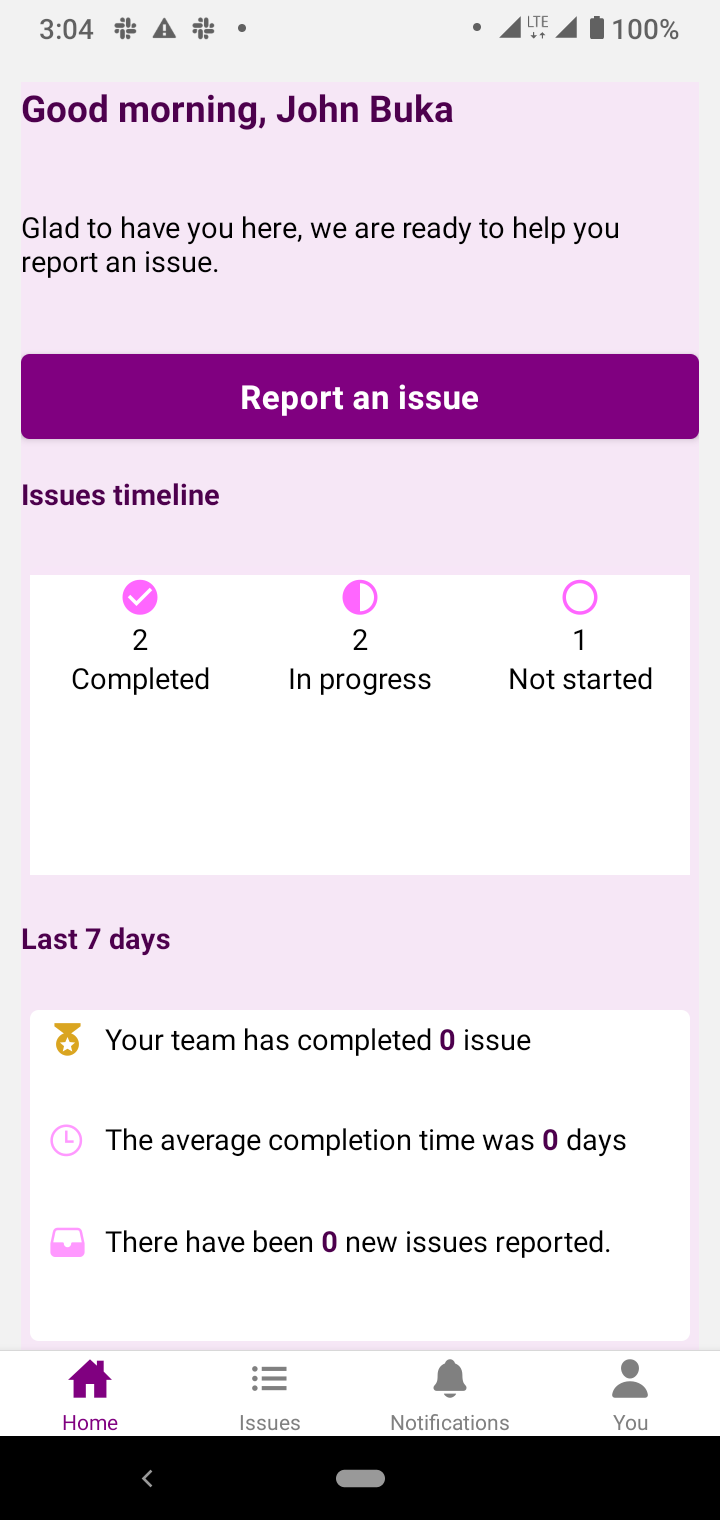 3:04
LTE
100%
Good morning, John Buka
Glad to have you here, we are ready to help you
report an issue.
Report an issue
Issues timeline
2
Completed
2
In progress
1
Not started
Last 7 days
Your team has completed 0 issue
The average completion time was 0 days
There have been 0 new issues reported.
Home
Issues
Notifications
You